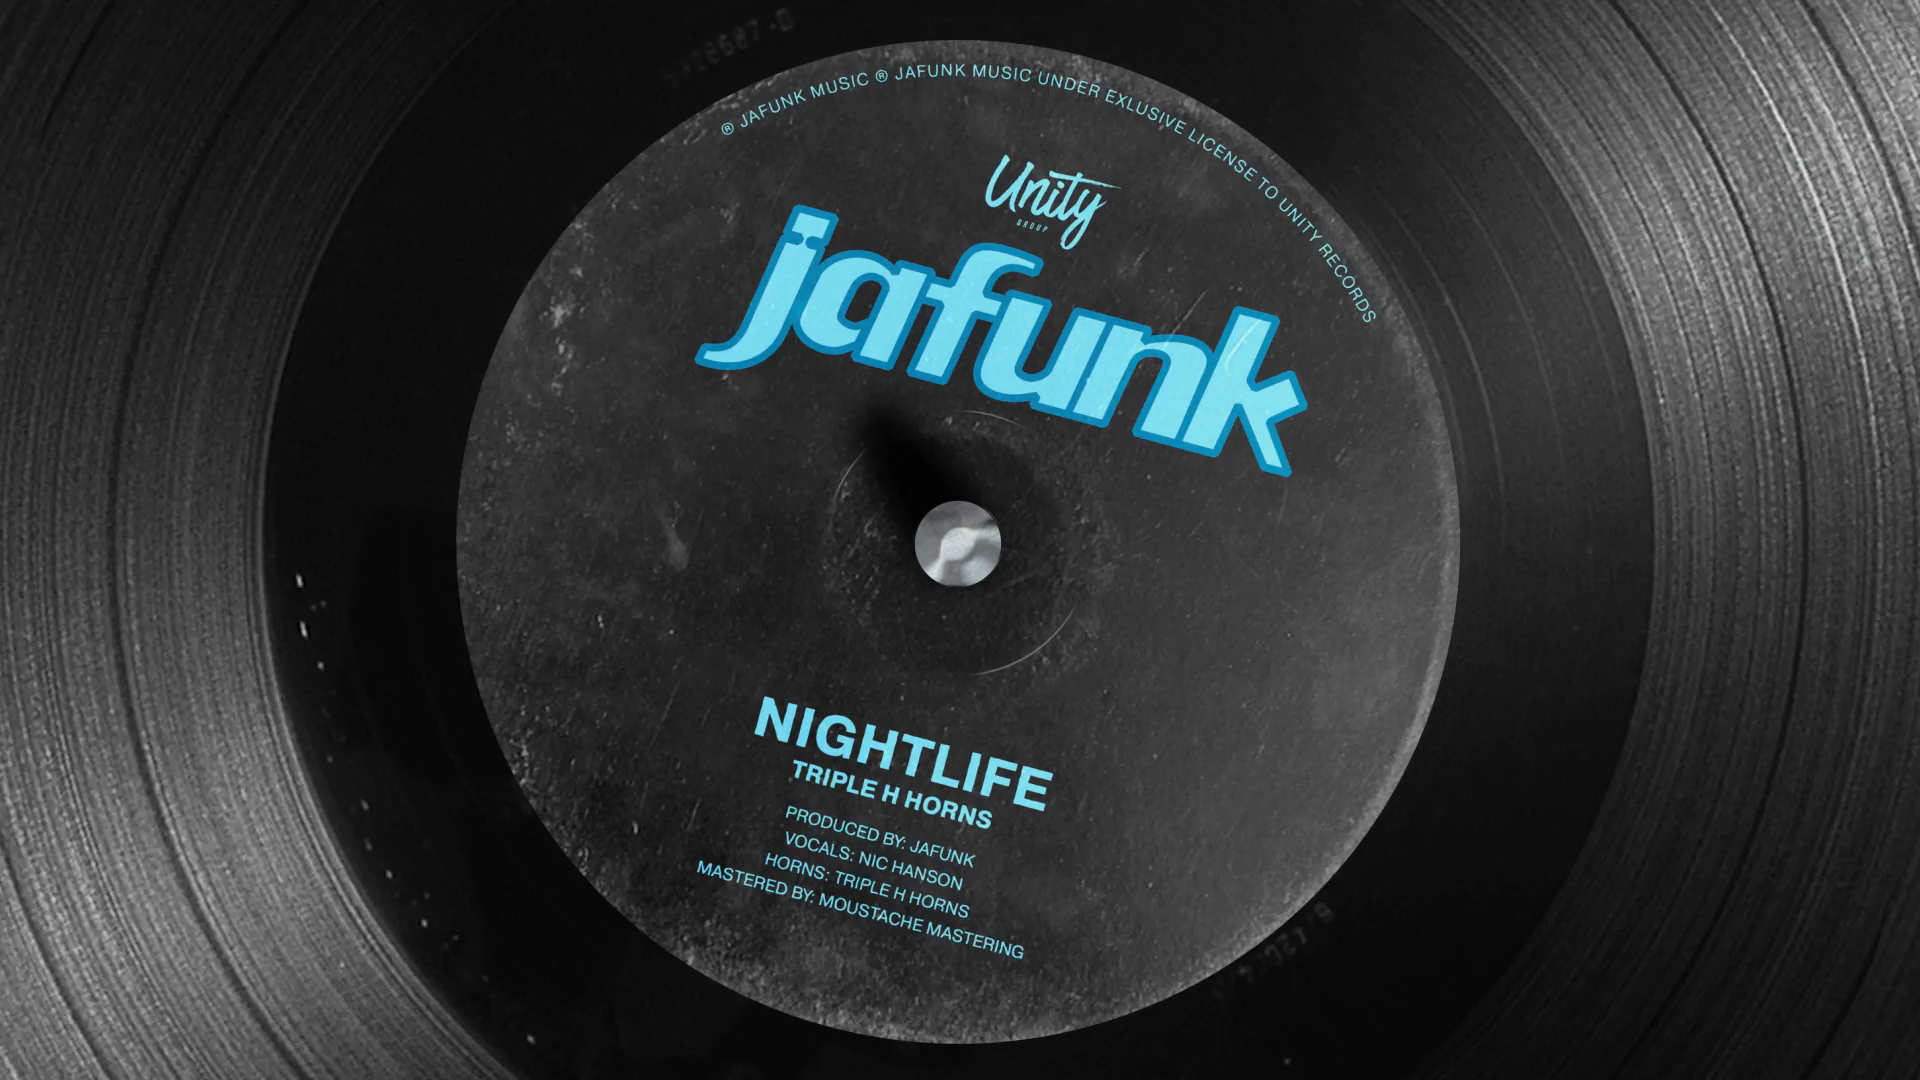 ® JAFUNK MUSIC ® JAFUNK MUSIC UNDER EXLUSIVE LICENSE TO UNITY RECORDS
Unity
GROUP
jafunk
NIGHTLIFE
TRIPLE H HORNS
PRODUCED BY: JAFUNK
VOCALS: NIC HANSON
HORNS: TRIPLE H HORNS
MASTERED BY: MOUSTACHE MASTERING